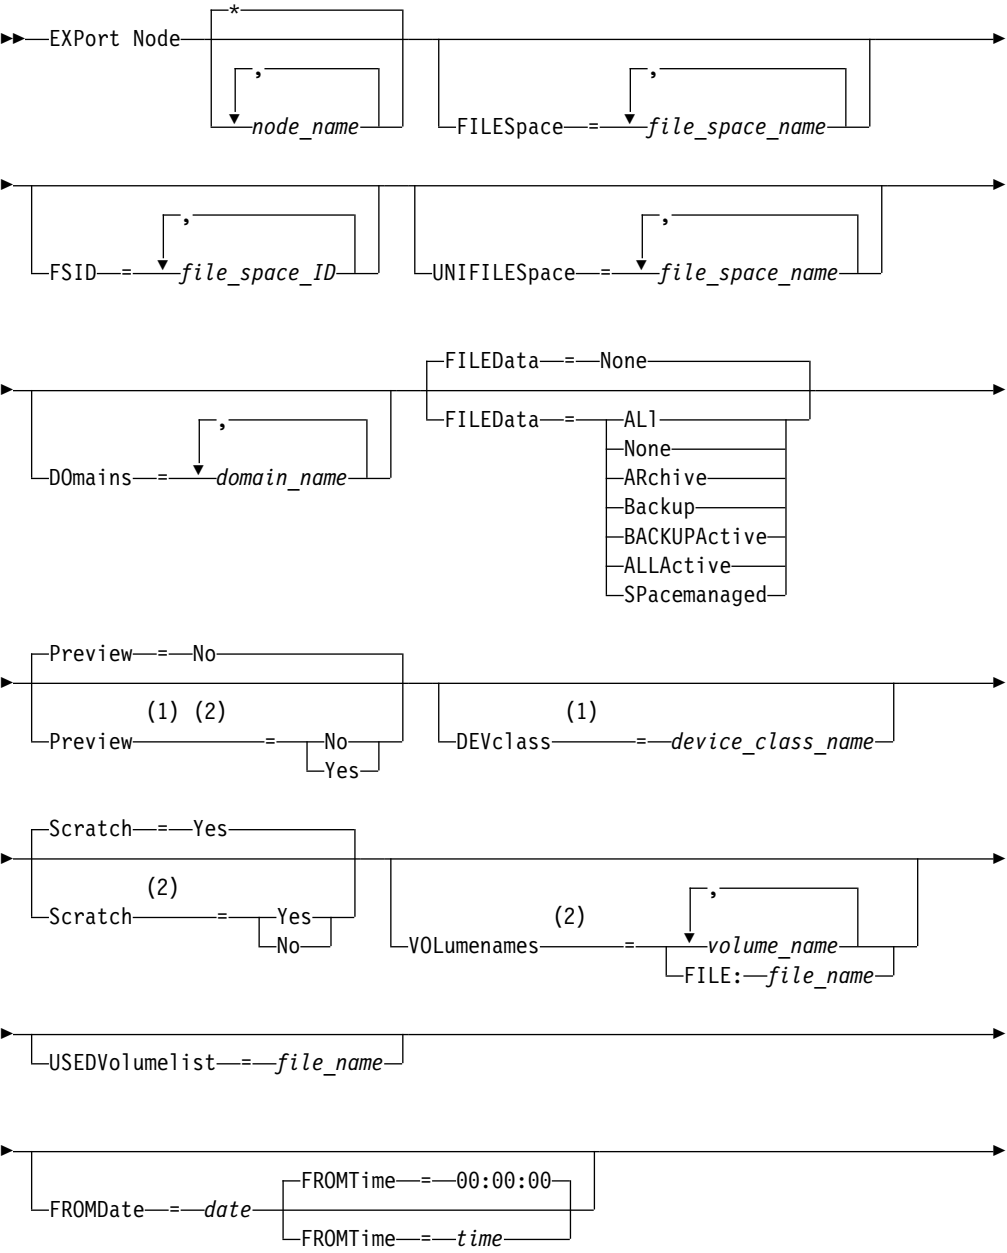 *
EXPort Node
,
,
node_name
FILESpace = file_space_name
,
,
FSID = file_space_ID
UNIFILESpace = file_space_name
FILEData = None
,
FILEData = ALl
DOmains = domain_name
None
ARchive
Backup
BACKUPActive
ALLActive
SPacemanaged
Preview = No
(1) (2)
(1)
Preview = No
DEVclass = device_class_name
Yes
Scratch = Yes
(2)
,
Scratch = Yes
(2)
No
VOLumenames = volume_name
FILE: file_name
USEDVolumelist = file_name
FROMTime = 00:00:00
FROMDate = date
FROMTime = time